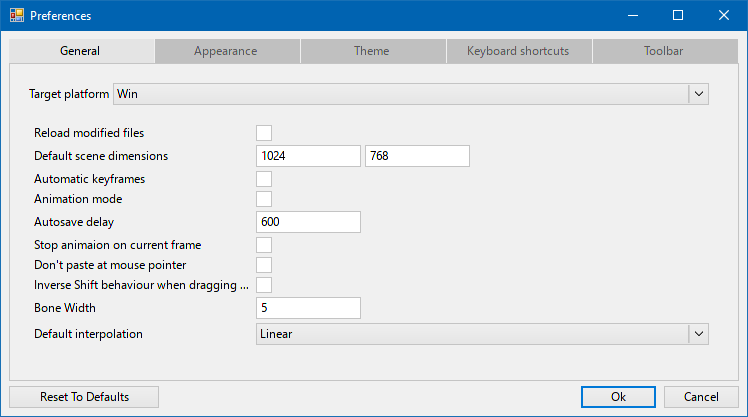 Preferences
General Appearance Theme Keyboard shortcuts Toolbar
Target platform Win
Reload modified files
Default scene dimensions 1024 768
Automatic keyframes
Animation mode
Autosave delay 600
Stop animaion on current frame
Don't paste at mouse pointer
Inverse Shift behaviour when dragging ...
Bone Width 5
Default interpolation Linear
Reset To Defaults Ok Cancel